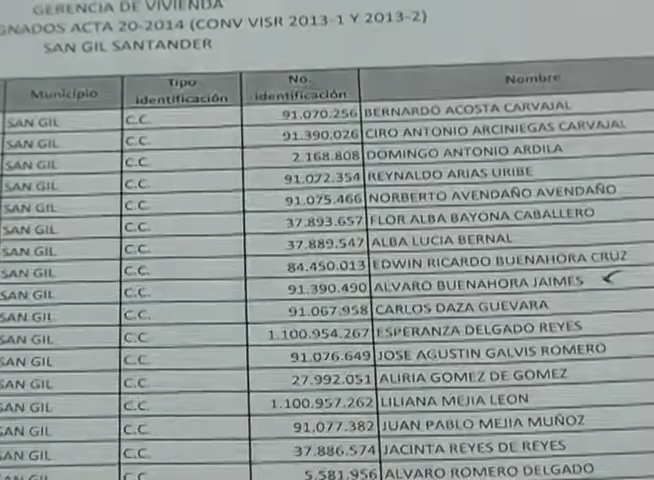 GERENCIA DE VIVIENDA
GNADOS ACTA 20-2014 (CONV VISR 2013-1 Y 2013-2)
SAN GIL SANTANDER
Municipio Tipo identificación No. identificación Nombre
SAN GIL C.C. 91.070.256 BERNARDO ACOSTA CARVAJAL
SAN GIL C.C. 91.390.026 CIRO ANTONIO ARCINIEGAS CARVAJAL
SAN GIL C.C. 2.168.808 DOMINGO ANTONIO ARDILA
SAN GIL C.C. 91.072.354 REYNALDO ARIAS URIBE
SAN GIL C.C. 91.075.466 NORBERTO AVENDAÑO AVENDAÑO
SAN GIL C.C. 37.893.657 FLOR ALBA BAYONA CABALLERO
SAN GIL C.C. 37.889.547 ALBA LUCIA BERNAL
SAN GIL C.C. 84.450.013 EDWIN RICARDO BUENAHORA CRUZ
SAN GIL C.C. 91.390.490 ALVARO BUENAHORA JAIMES
SAN GIL C.C. 91.067.958 CARLOS DAZA GUEVARA
SAN GIL C.C. 1.100.954.267 ESPERANZA DELGADO REYES
SAN GIL C.C. 91.076.649 JOSE AGUSTIN GALVIS ROMERO
SAN GIL C.C. 27.992.051 ALIRIA GOMEZ DE GOMEZ
SAN GIL C.C. 1.100.957.262 LILIANA MEJIA LEON
SAN GIL C.C. 91.077.382 JUAN PABLO MEJIA MUÑOZ
SAN GIL C.C. 37.886.574 JACINTA REYES DE REYES
SAN GIL C.C. 5.581.956 ALVARO ROMERO DELGADO